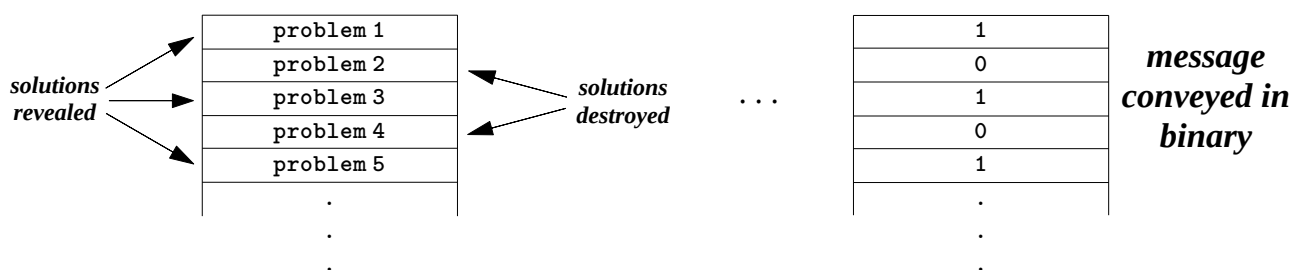 problem 1
problem 2
problem 3
problem 4
problem 5
.
.
.
solutions
revealed
solutions
destroyed
. . .
1
0
1
0
1
.
.
.
message
conveyed in
binary